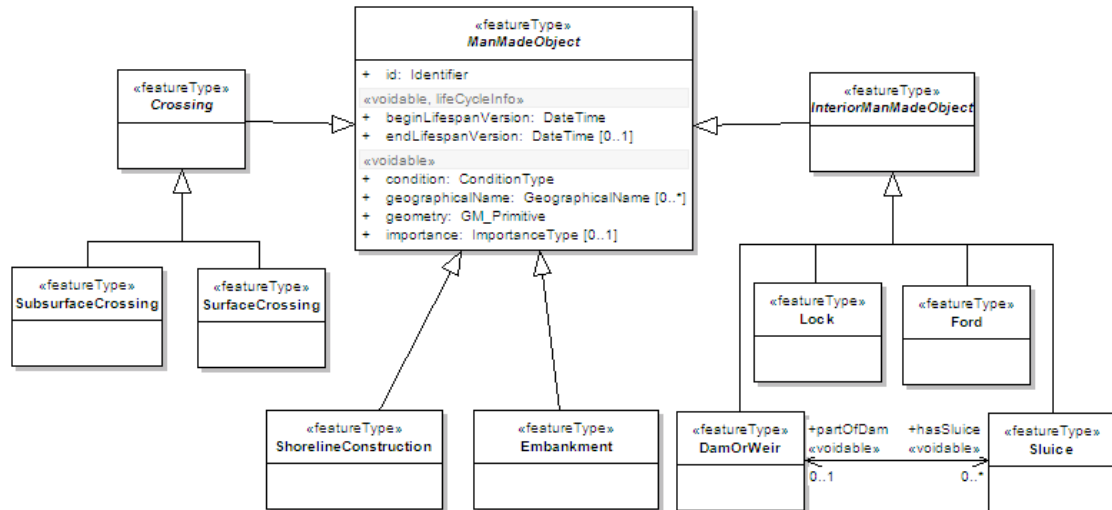 «featureType»
ManMadeObject
+ id: Identifier
«voidable, lifeCycleInfo»
+ beginLifespanVersion: DateTime
+ endLifespanVersion: DateTime [0..1]
«voidable»
+ condition: ConditionType
+ geographicalName: GeographicalName [0..*]
+ geometry: GM_Primitive
+ importance: ImportanceType [0..1]
«featureType»
Crossing
«featureType»
InteriorManMadeObject
«featureType»
SubsurfaceCrossing
«featureType»
SurfaceCrossing
«featureType»
Lock
«featureType»
Ford
«featureType»
ShorelineConstruction
«featureType»
Embankment
«featureType»
DamOrWeir
+partOfDam
«voidable»
0..1
+hasSluice
«voidable»
0..*
«featureType»
Sluice